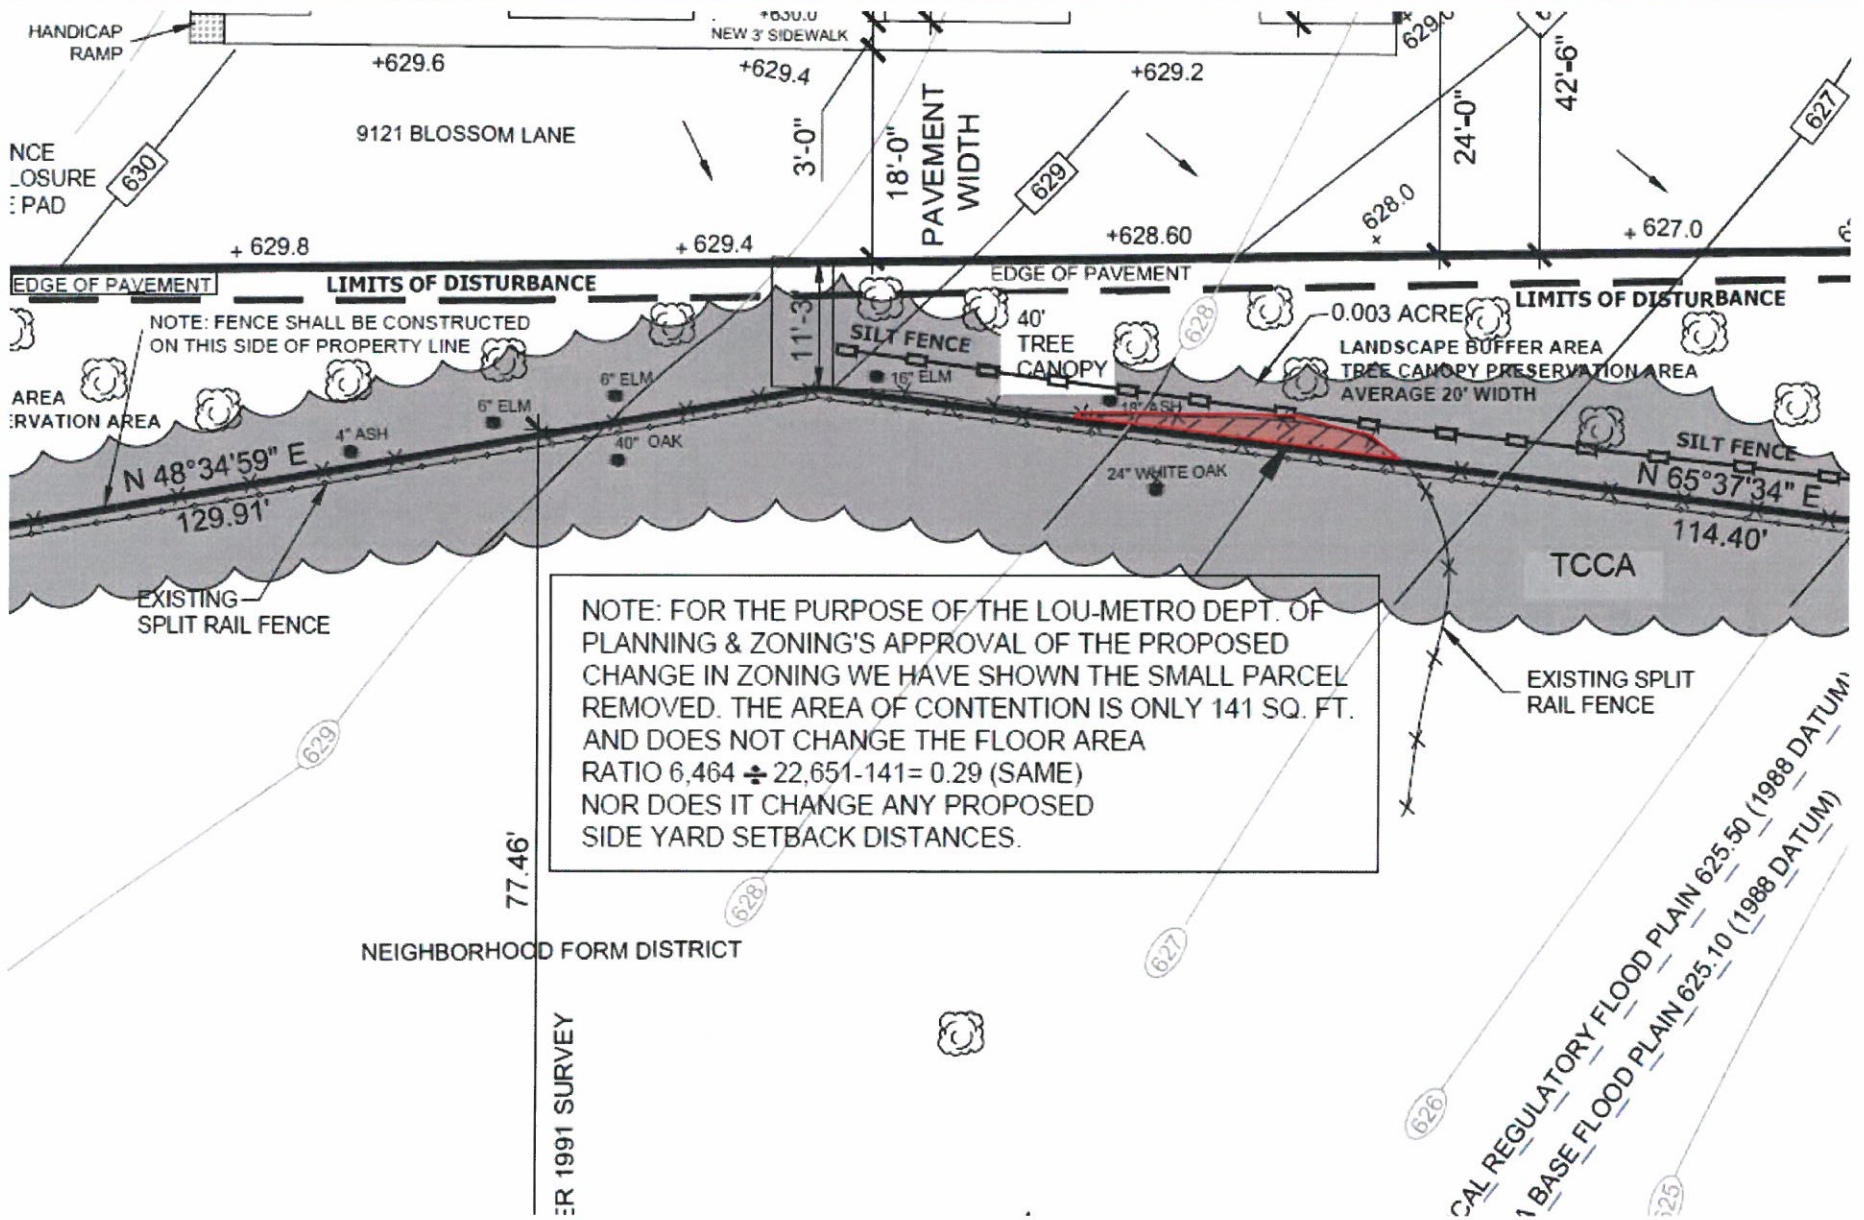 HANDICAP
RAMP
+630.0
NEW 3' SIDEWALK
629.
+629.6
+629.4
+629.2
42'-6"
24'-0"
627
9121 BLOSSOM LANE
3'-0"
18'-0"
PAVEMENT
WIDTH
NCE
LOSURE
E PAD
630
629
628.0
+ 629.8
+ 629.4
+628.60
+ 627.0
EDGE OF PAVEMENT
LIMITS OF DISTURBANCE
EDGE OF PAVEMENT
LIMITS OF DISTURBANCE
NOTE: FENCE SHALL BE CONSTRUCTED
ON THIS SIDE OF PROPERTY LINE
11'-3"
SILT FENCE
40'
TREE
CANOPY
628
0.003 ACRE
LANDSCAPE BUFFER AREA
TREE CANOPY PRESERVATION AREA
AVERAGE 20' WIDTH
AREA
ERVATION AREA
6" ELM
6" ELM
4" ASH
40" OAK
16" ELM
18" ASH
24" WHITE OAK
SILT FENCE
N 48°34'59" E
129.91'
N 65°37'34" E
114.40'
TCCA
EXISTING
SPLIT RAIL FENCE
NOTE: FOR THE PURPOSE OF THE LOU-METRO DEPT. OF
PLANNING & ZONING'S APPROVAL OF THE PROPOSED
CHANGE IN ZONING WE HAVE SHOWN THE SMALL PARCEL
REMOVED. THE AREA OF CONTENTION IS ONLY 141 SQ. FT.
AND DOES NOT CHANGE THE FLOOR AREA
RATIO 6,464 ÷ 22,651-141= 0.29 (SAME)
NOR DOES IT CHANGE ANY PROPOSED
SIDE YARD SETBACK DISTANCES.
EXISTING SPLIT
RAIL FENCE
629
628
627
626
625
77.46'
NEIGHBORHOOD FORM DISTRICT
ER 1991 SURVEY
CAL REGULATORY FLOOD PLAIN 625.50 (1988 DATUM)
A BASE FLOOD PLAIN 625.10 (1988 DATUM)